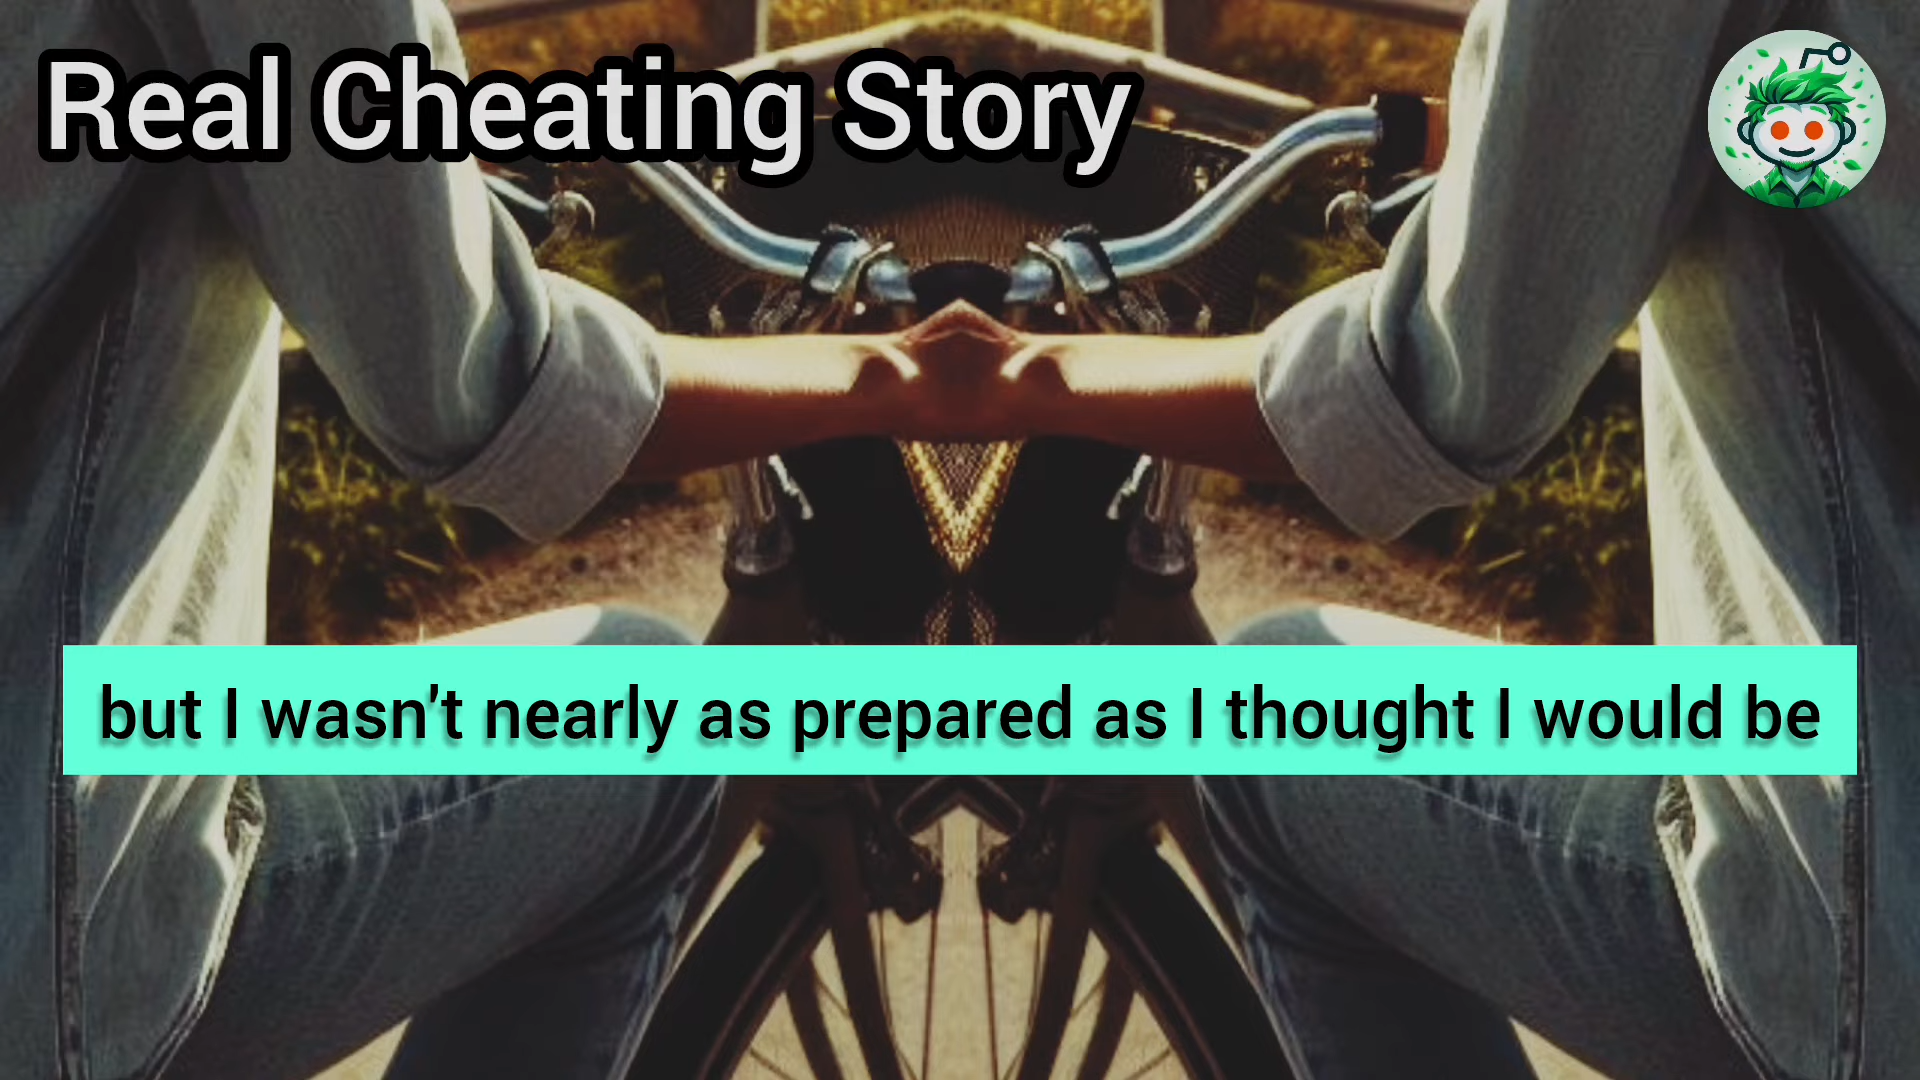 Real Cheating Story
but I wasn't nearly as prepared as I thought I would be